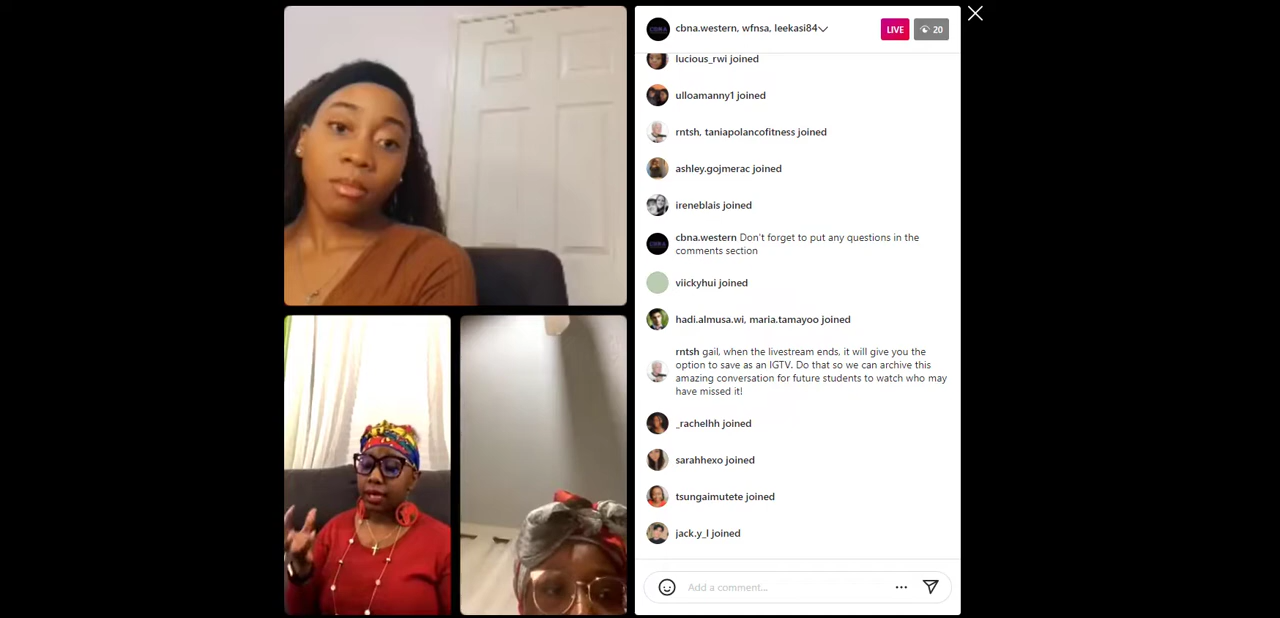 cbna.western, wfnsa, leekasi84
LIVE
20
lucious_rwi joined
ulloamanny1 joined
rntsh, taniapolancofitness joined
ashley.gojmerac joined
ireneblais joined
cbna.western Don't forget to put any questions in the
comments section
viickyhui joined
hadi.almusa.wi, maria.tamayoo joined
rntsh gail, when the livestream ends, it will give you the
option to save as an IGTV. Do that so we can archive this
amazing conversation for future students to watch who may
have missed it!
_rachelhh joined
sarahhexo joined
tsungaimutete joined
jack.y_l joined
Add a comment...